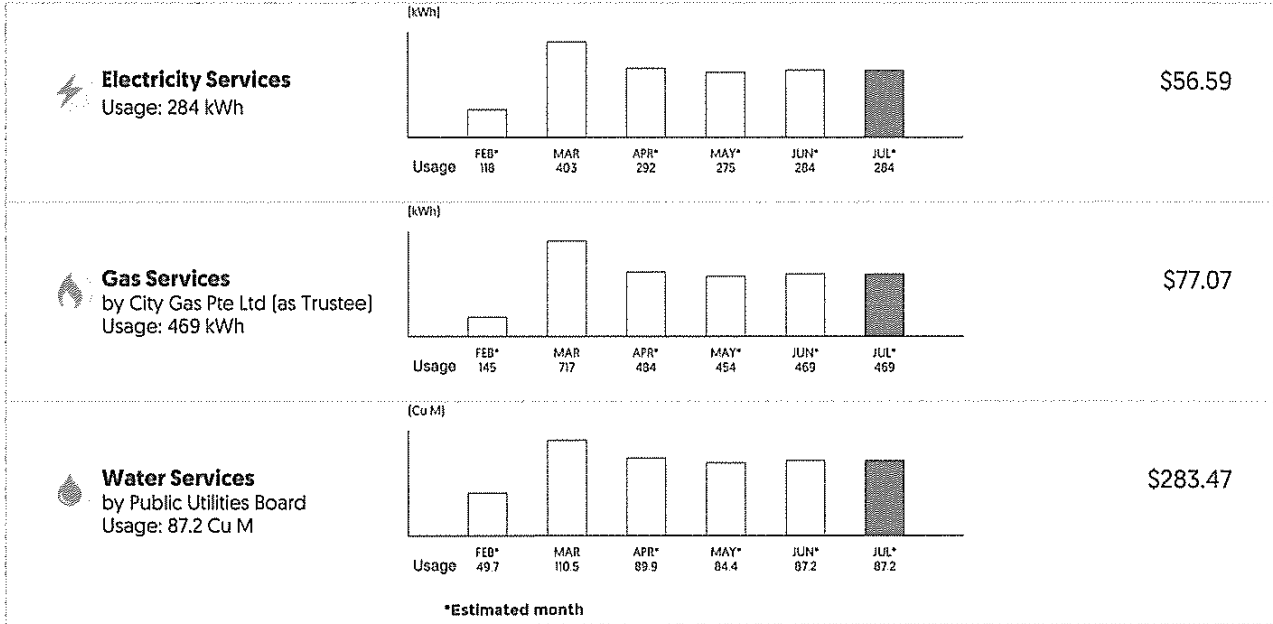 [kWh]
Electricity Services
Usage: 284 kWh
$56.59
FEB* MAR APR* MAY* JUN* JUL*
Usage 118 403 292 275 284 284
[kWh]
Gas Services
by City Gas Pte Ltd [as Trustee]
Usage: 469 kWh
$77.07
FEB* MAR APR* MAY* JUN* JUL*
Usage 145 717 484 454 469 469
[Cu M]
Water Services
by Public Utilities Board
Usage: 87.2 Cu M
$283.47
FEB* MAR APR* MAY* JUN* JUL*
Usage 49.7 110.5 89.9 84.4 87.2 87.2
*Estimated month